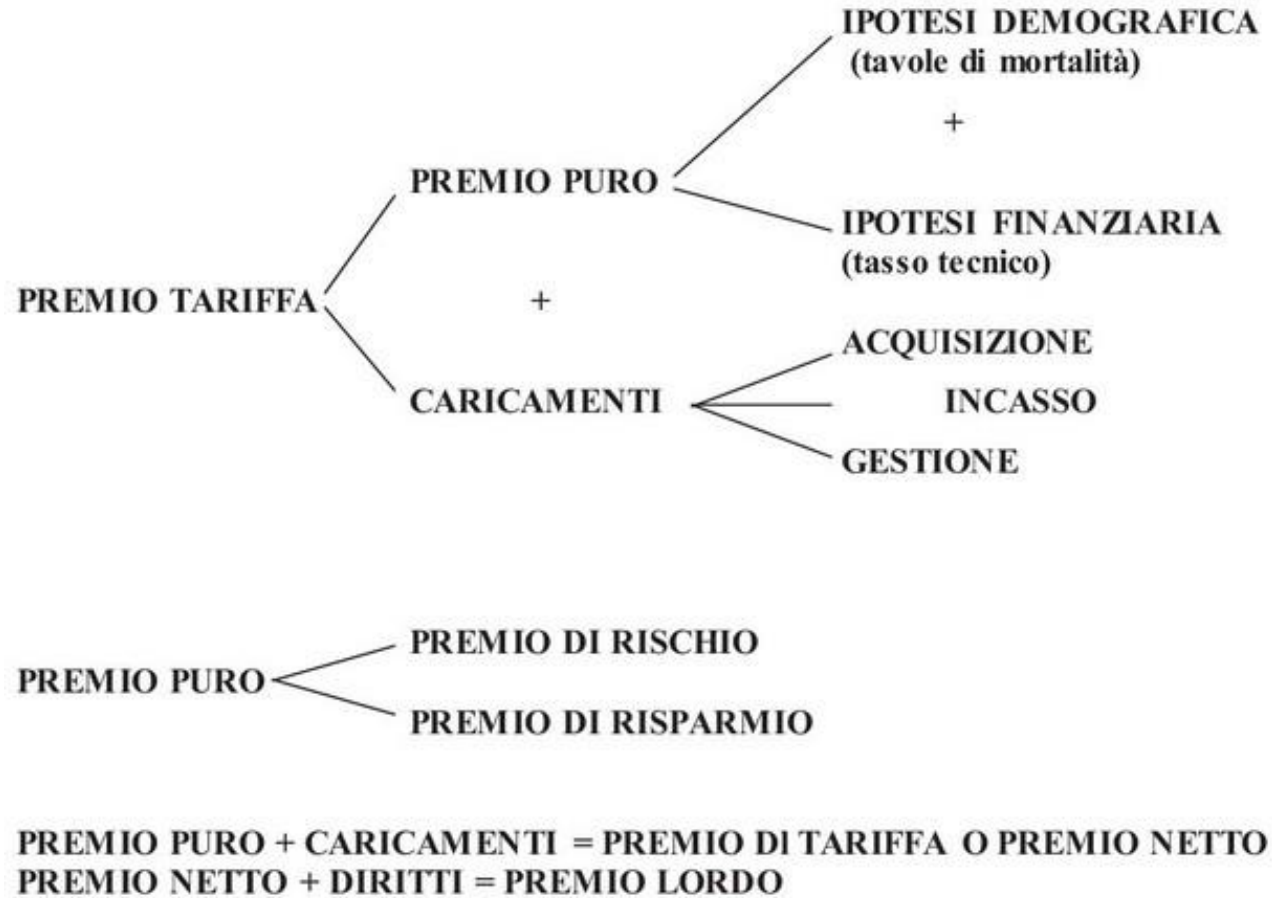 IPOTESI DEMOGRAFICA
(tavole di mortalità)
+
PREMIO PURO
IPOTESI FINANZIARIA
(tasso tecnico)
PREMIO TARIFFA
+
ACQUISIZIONE
CARICAMENTI
INCASSO
GESTIONE
PREMIO DI RISCHIO
PREMIO PURO
PREMIO DI RISPARMIO
PREMIO PURO + CARICAMENTI = PREMIO DI TARIFFA O PREMIO NETTO
PREMIO NETTO + DIRITTI = PREMIO LORDO